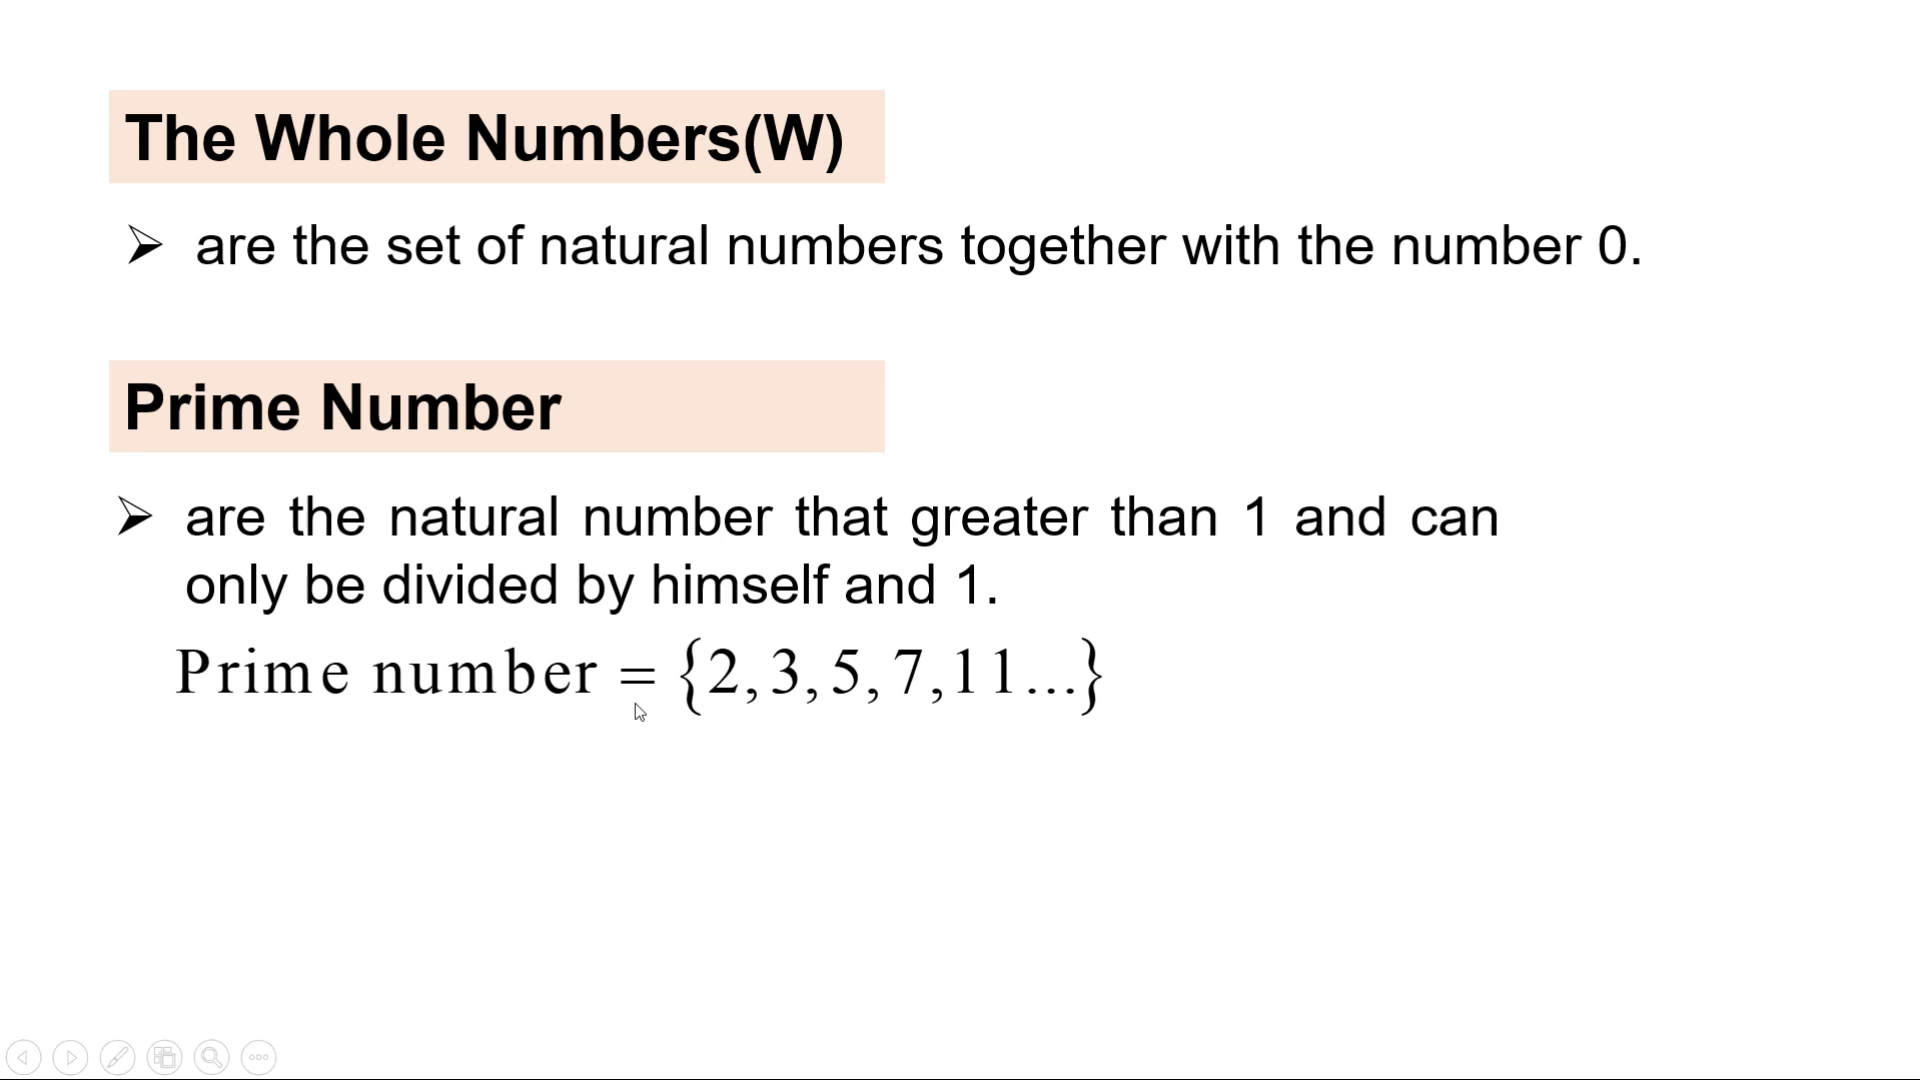 The Whole Numbers(W)
➢ are the set of natural numbers together with the number 0.
Prime Number
➢ are the natural number that greater than 1 and can
only be divided by himself and 1.
Prime number = {2, 3, 5, 7, 11...}